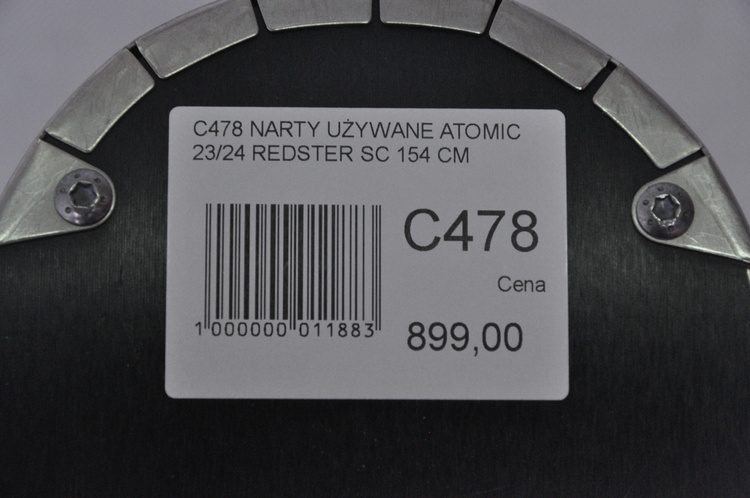 C478 NARTY UŻYWANE ATOMIC
23/24 REDSTER SC 154 CM
C478
Cena
1 000000 011883
899,00